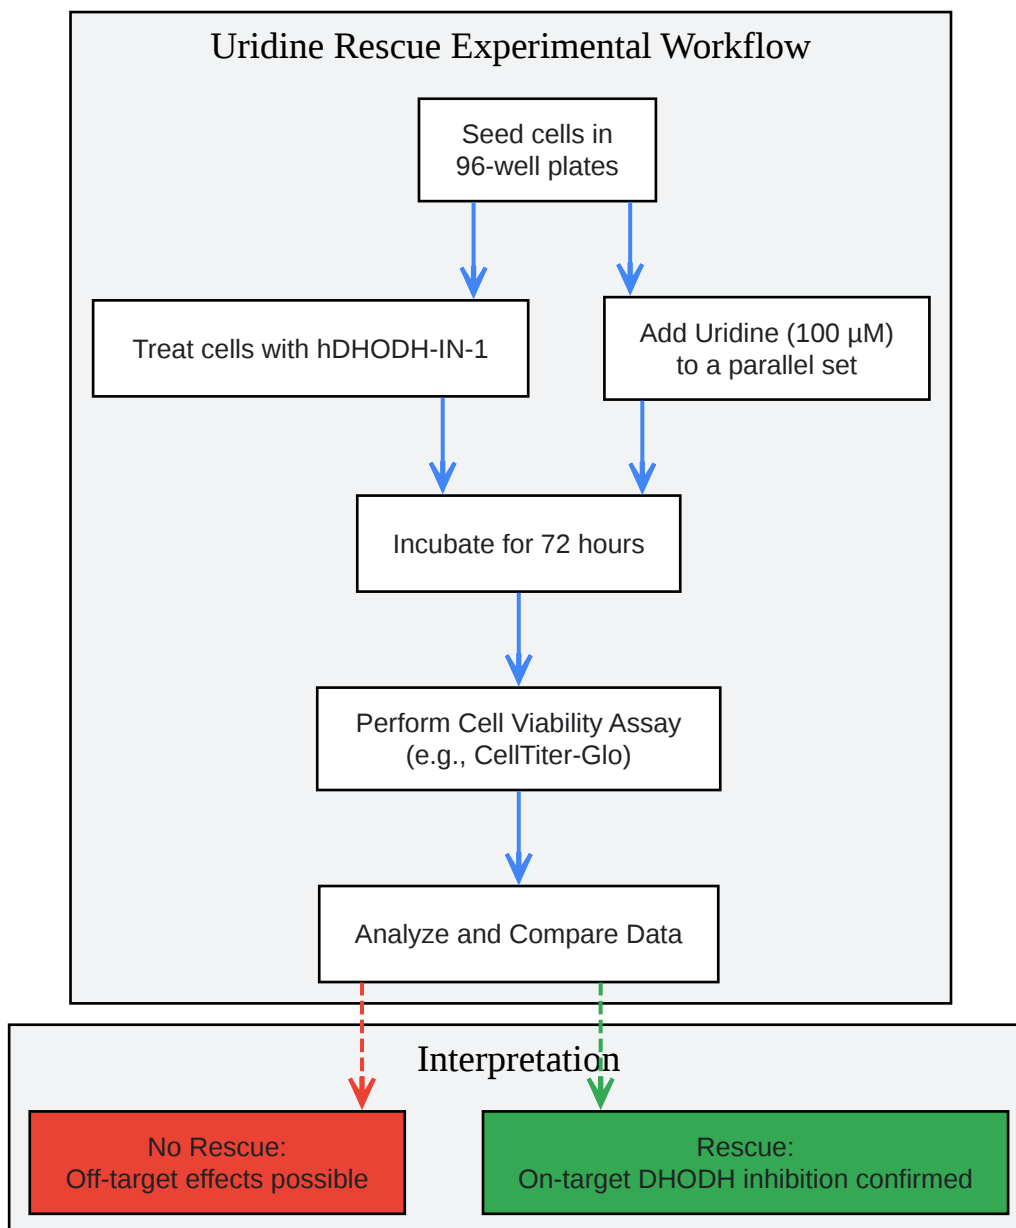 Uridine Rescue Experimental Workflow
Seed cells in
96-well plates
Treat cells with hDHODH-IN-1
Add Uridine (100 µM)
to a parallel set
Incubate for 72 hours
Perform Cell Viability Assay
(e.g., CellTiter-Glo)
Analyze and Compare Data
Interpretation
No Rescue:
Off-target effects possible
Rescue:
On-target DHODH inhibition confirmed